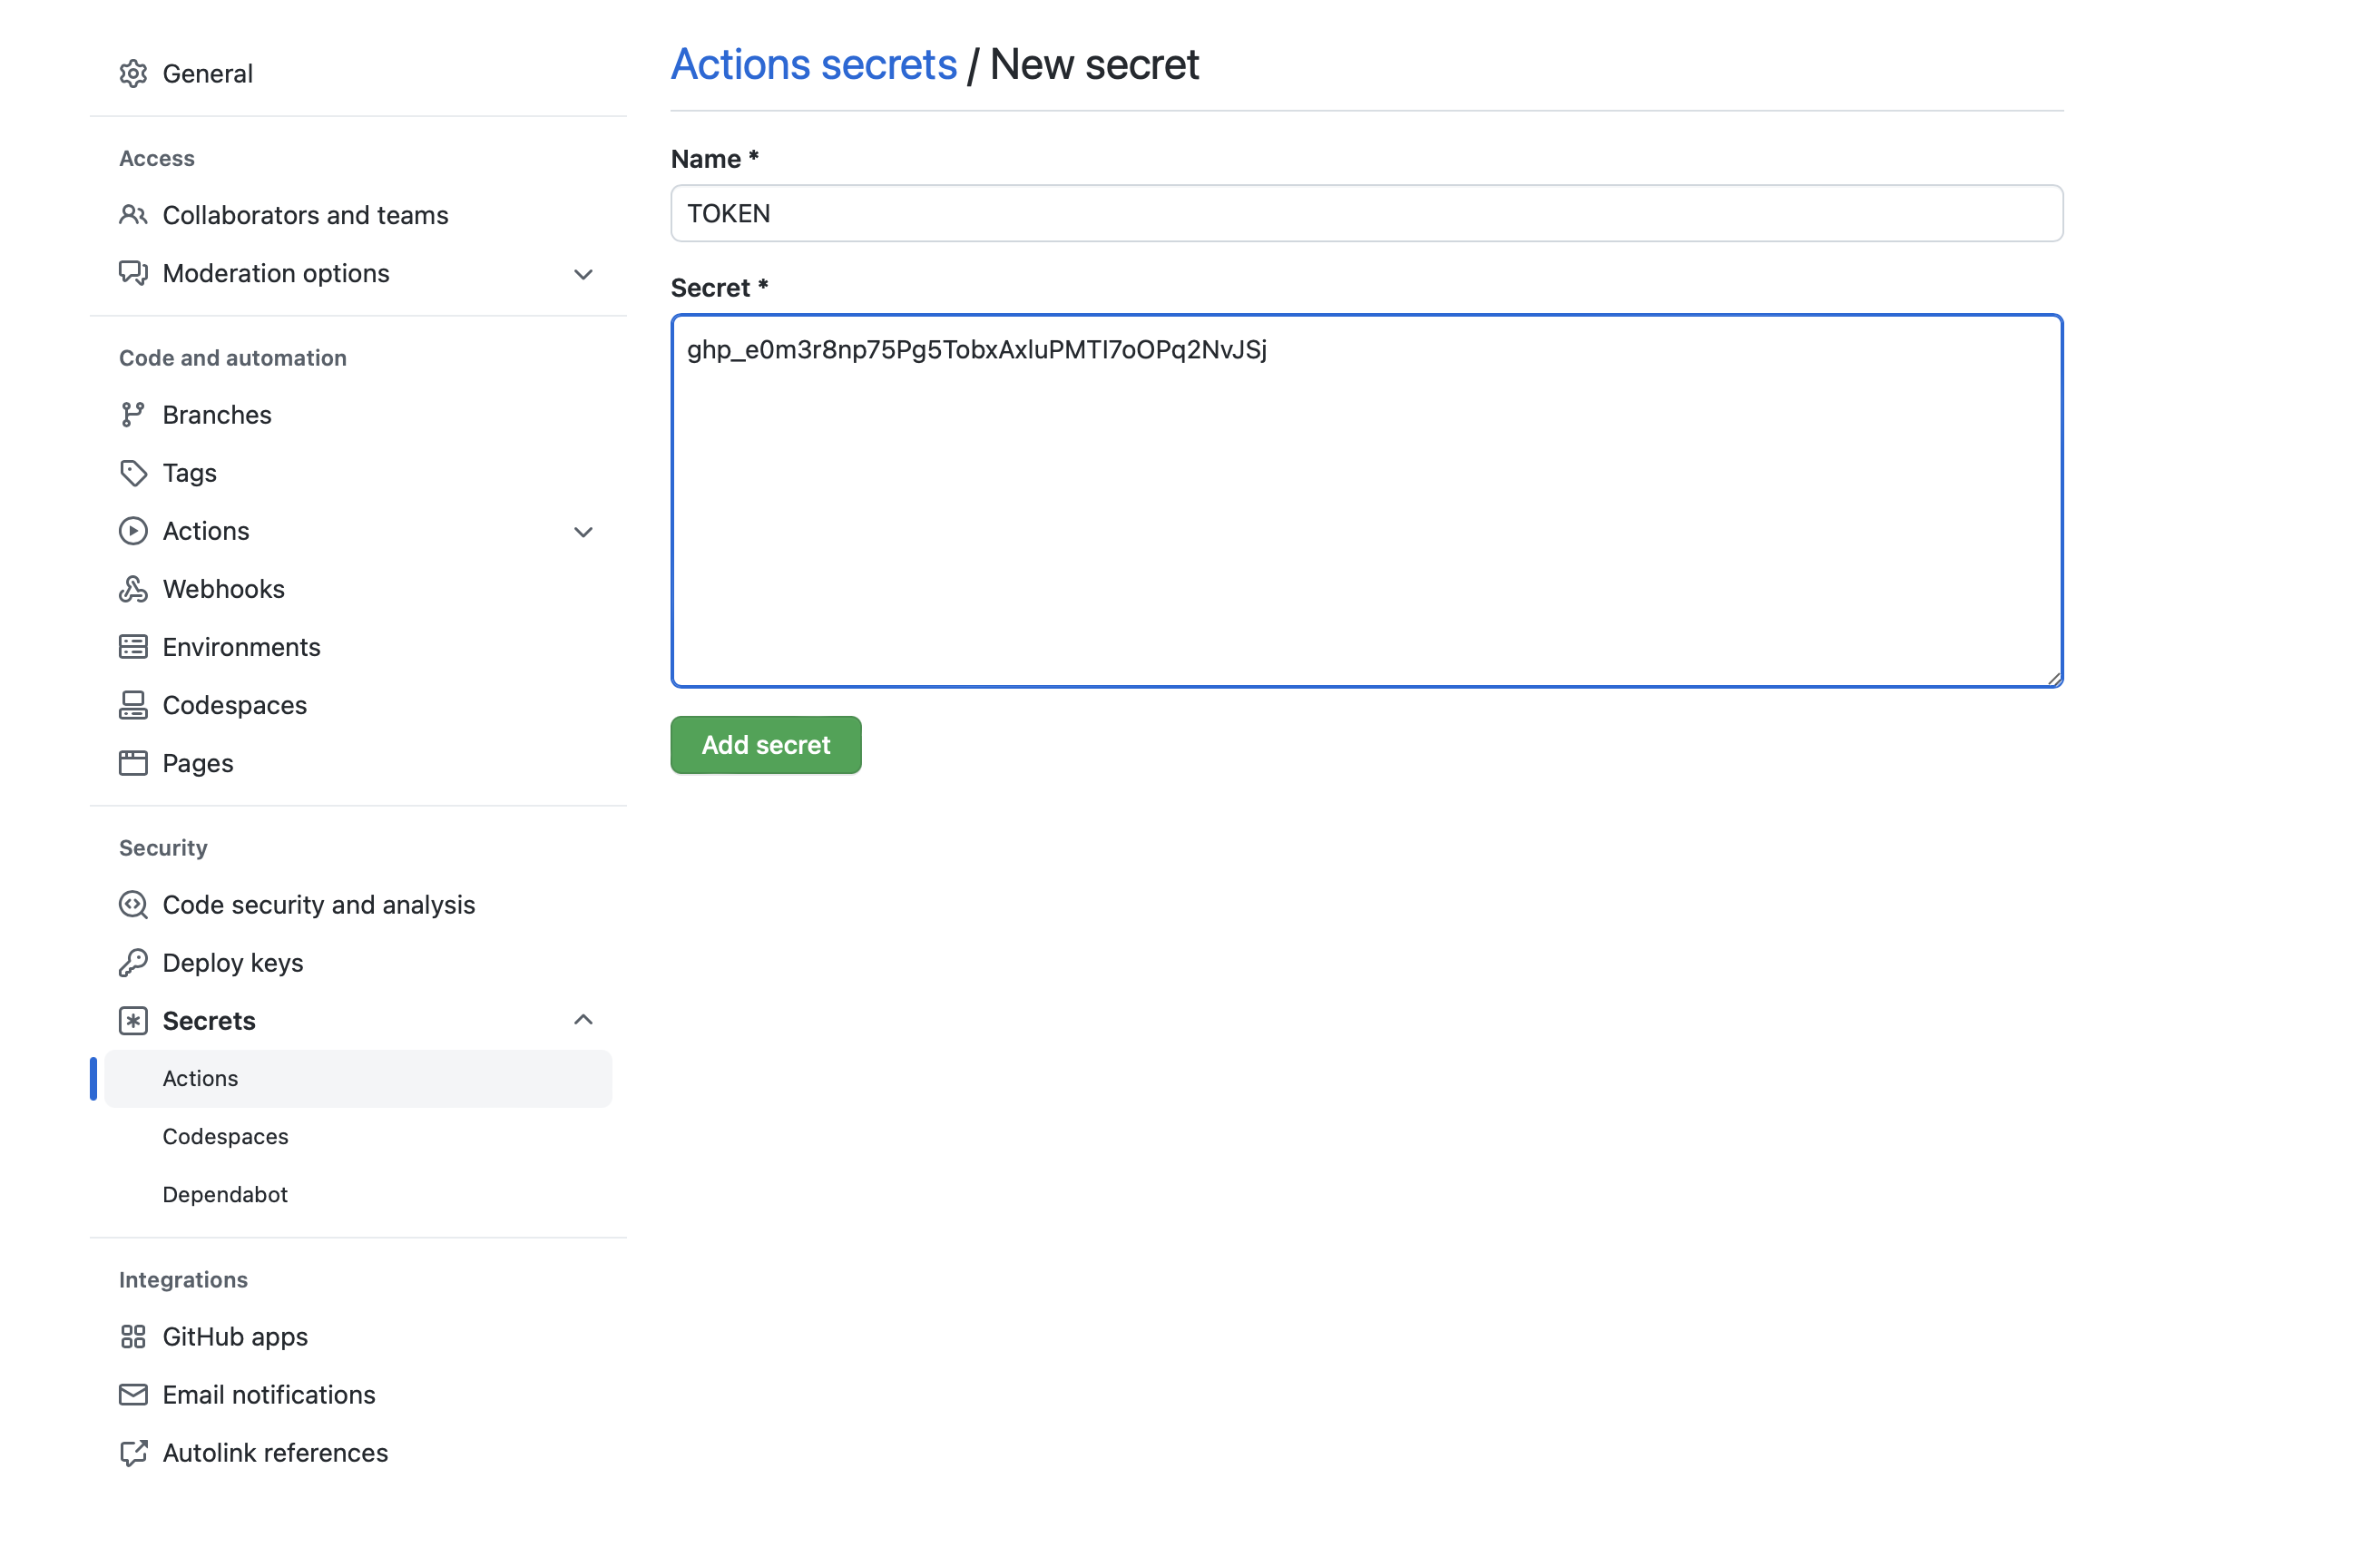 General
Access
Collaborators and teams
Moderation options
Code and automation
Branches
Tags
Actions
Webhooks
Environments
Codespaces
Pages
Security
Code security and analysis
Deploy keys
Secrets
Actions
Codespaces
Dependabot
Integrations
GitHub apps
Email notifications
Autolink references
Actions secrets / New secret
Name *
TOKEN
Secret *
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
Add secret